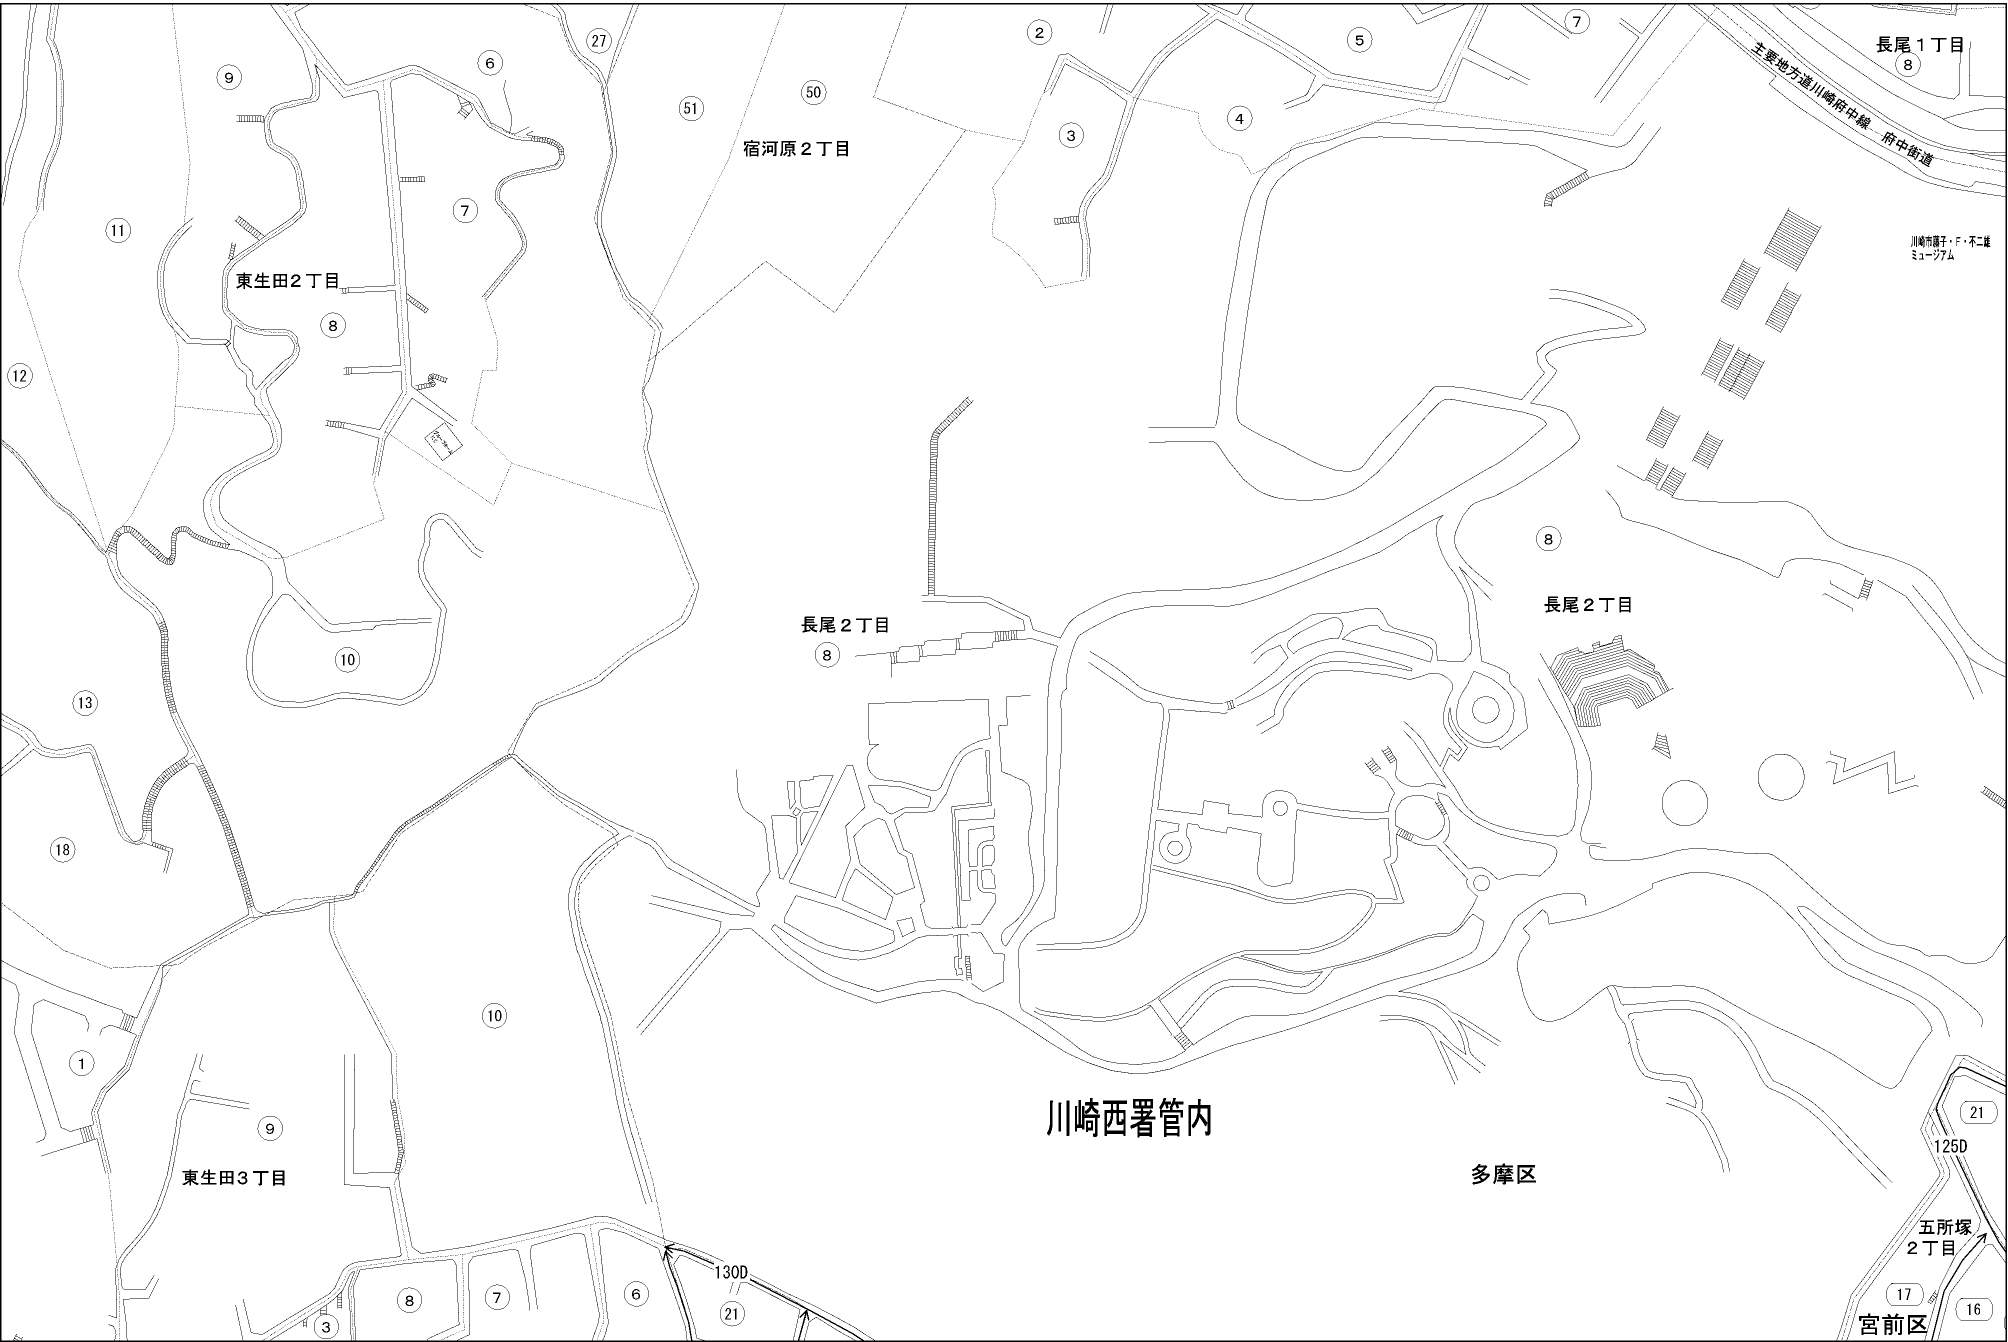 27
6
2
5
7
長尾１丁目
8
主要地方道川崎府中線　府中街道
9
51
50
宿河原２丁目
3
4
11
7
川崎市藤子・Ｆ・不二雄
ミュージアム
東生田２丁目
8
12
8
長尾２丁目
長尾２丁目
8
10
13
18
10
1
9
川崎西署管内
多摩区
東生田３丁目
21
125D
五所塚
２丁目
130D
8
7
6
21
3
17
16
宮前区